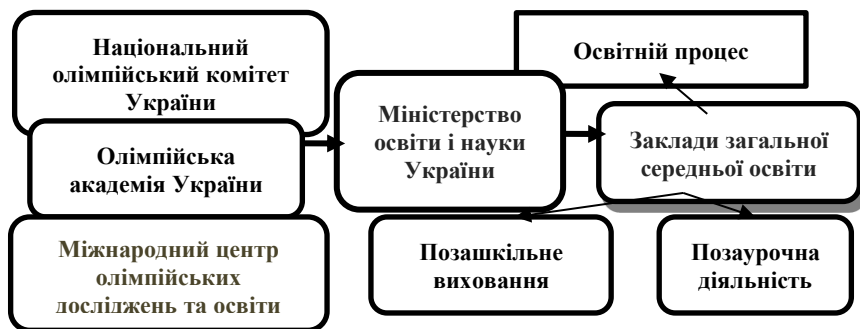 Національний
олімпійський комітет
України
Олімпійська
академія України
Міжнародний центр
олімпійських
досліджень та освіти
Міністерство
освіти і науки
України
Освітній процес
Заклади загальної
середньої освіти
Позашкільне
виховання
Позаурочна
діяльність